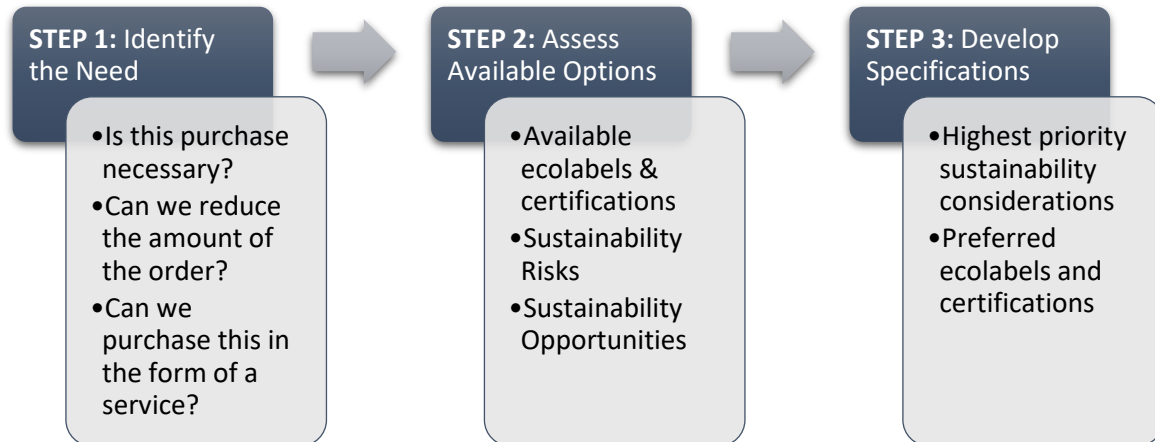 STEP 1: Identify
the Need
•Is this purchase
necessary?
•Can we reduce
the amount of
the order?
•Can we
purchase this in
the form of a
service?
STEP 2: Assess
Available Options
•Available
ecolabels &
certifications
•Sustainability
Risks
•Sustainability
Opportunities
STEP 3: Develop
Specifications
•Highest priority
sustainability
considerations
•Preferred
ecolabels and
certifications